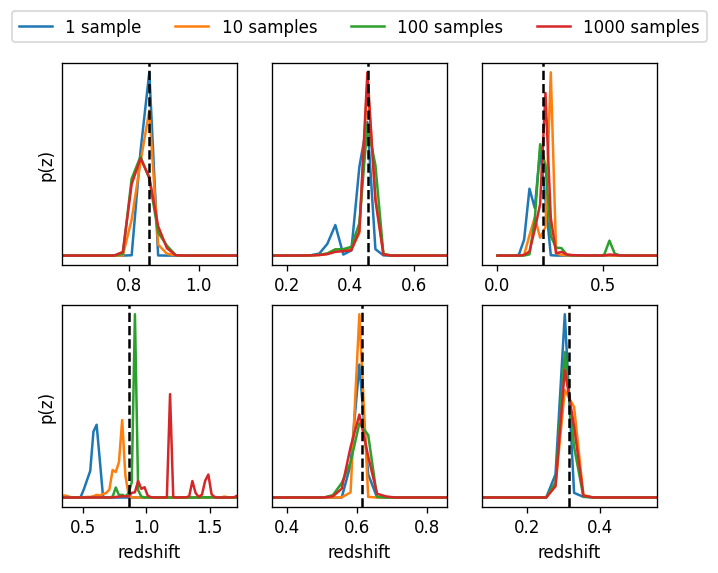 1 sample 10 samples 100 samples 1000 samples
p(z)
0.8 1.0 0.2 0.4 0.6 0.0 0.5
p(z)
0.5 1.0 1.5 0.4 0.6 0.8 0.2 0.4
redshift redshift redshift